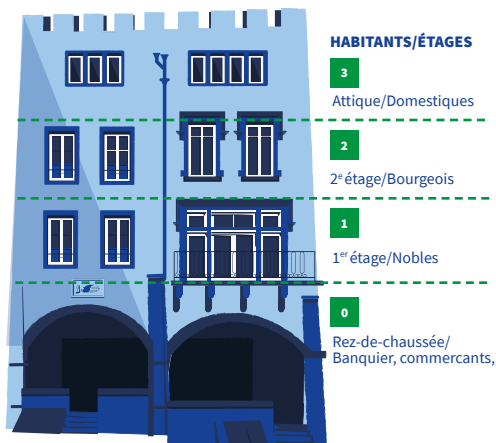 HABITANTS/ÉTAGES
3
Attique/Domestiques
2
2e étage/Bourgeois
1
1er étage/Nobles
0
Rez-de-chaussée/
Banquier, commercants,